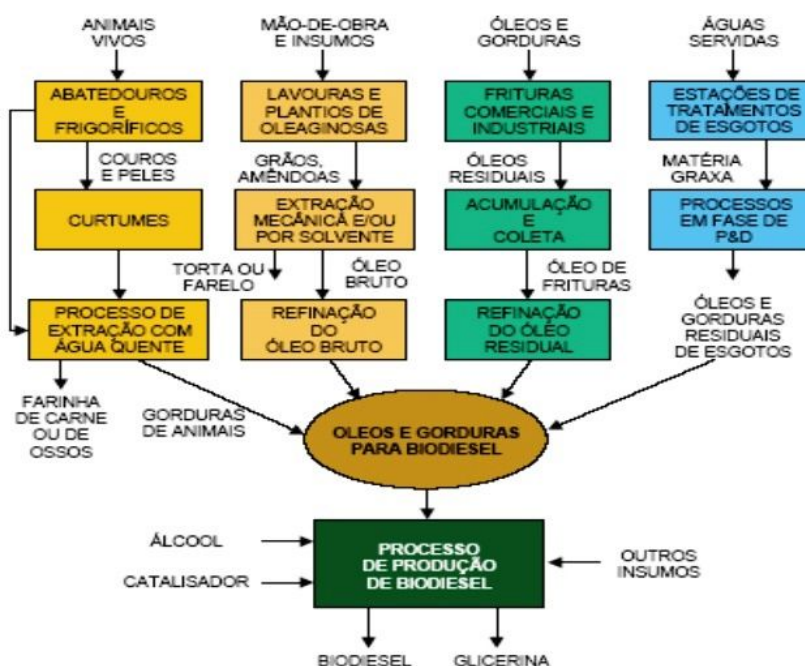 ANIMAIS
VIVOS
MÃO-DE-OBRA
E INSUMOS
ÓLEOS E
GORDURAS
ÁGUAS
SERVIDAS
ABATEDOUROS
E
FRIGORÍFICOS
LAVOURAS E
PLANTIOS DE
OLEAGINOSAS
FRITURAS
COMERCIAIS E
INDUSTRIAIS
ESTAÇÕES DE
TRATAMENTOS
DE ESGOTOS
COUROS
E PELES
GRÃOS,
AMÊNDOAS
ÓLEOS
RESIDUAIS
MATÉRIA
GRAXA
CURTUMES
EXTRAÇÃO
MECÂNICA E/OU
POR SOLVENTE
ACUMULAÇÃO
E
COLETA
PROCESSOS
EM FASE DE
P&D
TORTA OU
FARELO
ÓLEO
BRUTO
ÓLEO DE
FRITURAS
PROCESSO DE
EXTRAÇÃO COM
ÁGUA QUENTE
REFINAÇÃO
DO
ÓLEO BRUTO
REFINAÇÃO
DO ÓLEO
RESIDUAL
ÓLEOS E
GORDURAS
RESIDUAIS
DE ESGOTOS
FARINHA
DE CARNE
OU DE
OSSOS
GORDURAS
DE ANIMAIS
OLEOS E GORDURAS
PARA BIODIESEL
ÁLCOOL
CATALISADOR
PROCESSO
DE PRODUÇÃO
DE BIODIESEL
OUTROS
INSUMOS
BIODIESEL
GLICERINA